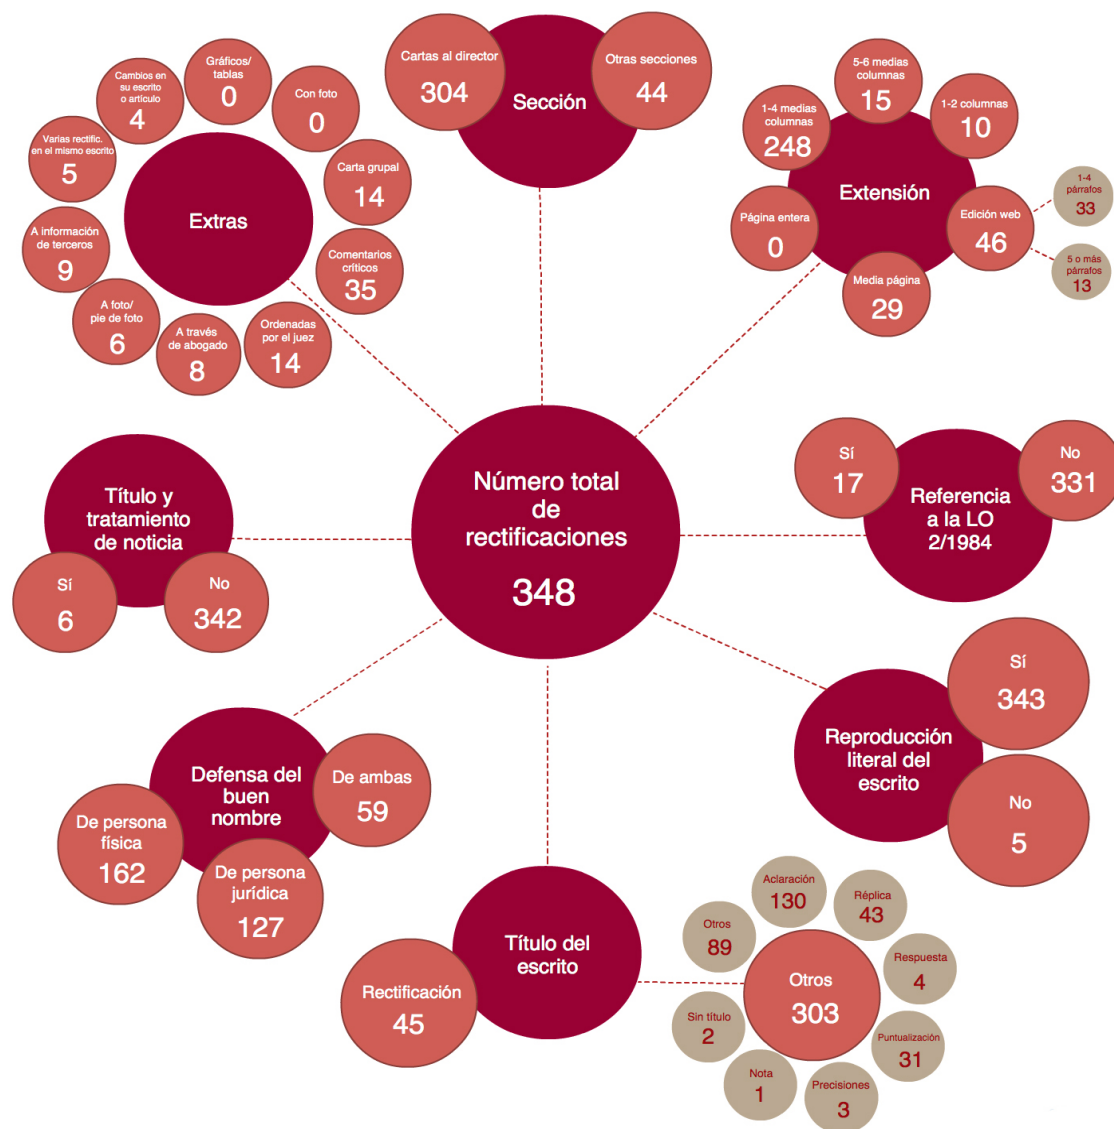 Gráficos/
tablas
0
Cambios en
su escrito
o artículo
4
Con foto
0
Varias rectific.
en el mismo escrito
5
Carta grupal
14
Extras
A información
de terceros
9
Comentarios
críticos
35
A foto/
pie de foto
6
A través
de abogado
8
Ordenadas
por el juez
14
Cartas al director
304
Otras secciones
44
Sección
5-6 medias
columnas
15
1-4 medias
columnas
248
1-2 columnas
10
Extensión
Página entera
0
Edición web
46
1-4
párrafos
33
5 o más
párrafos
13
Media página
29
Título y
tratamiento
de noticia
Sí
6
No
342
Número total
de
rectificaciones
348
Sí
17
No
331
Referencia
a la LO
2/1984
Sí
343
Reproducción
literal del
escrito
No
5
Defensa del
buen
nombre
De ambas
59
De persona
física
162
De persona
jurídica
127
Título del
escrito
Rectificación
45
Otros
303
Aclaración
130
Réplica
43
Otros
89
Respuesta
4
Sin título
2
Puntualización
31
Nota
1
Precisiones
3